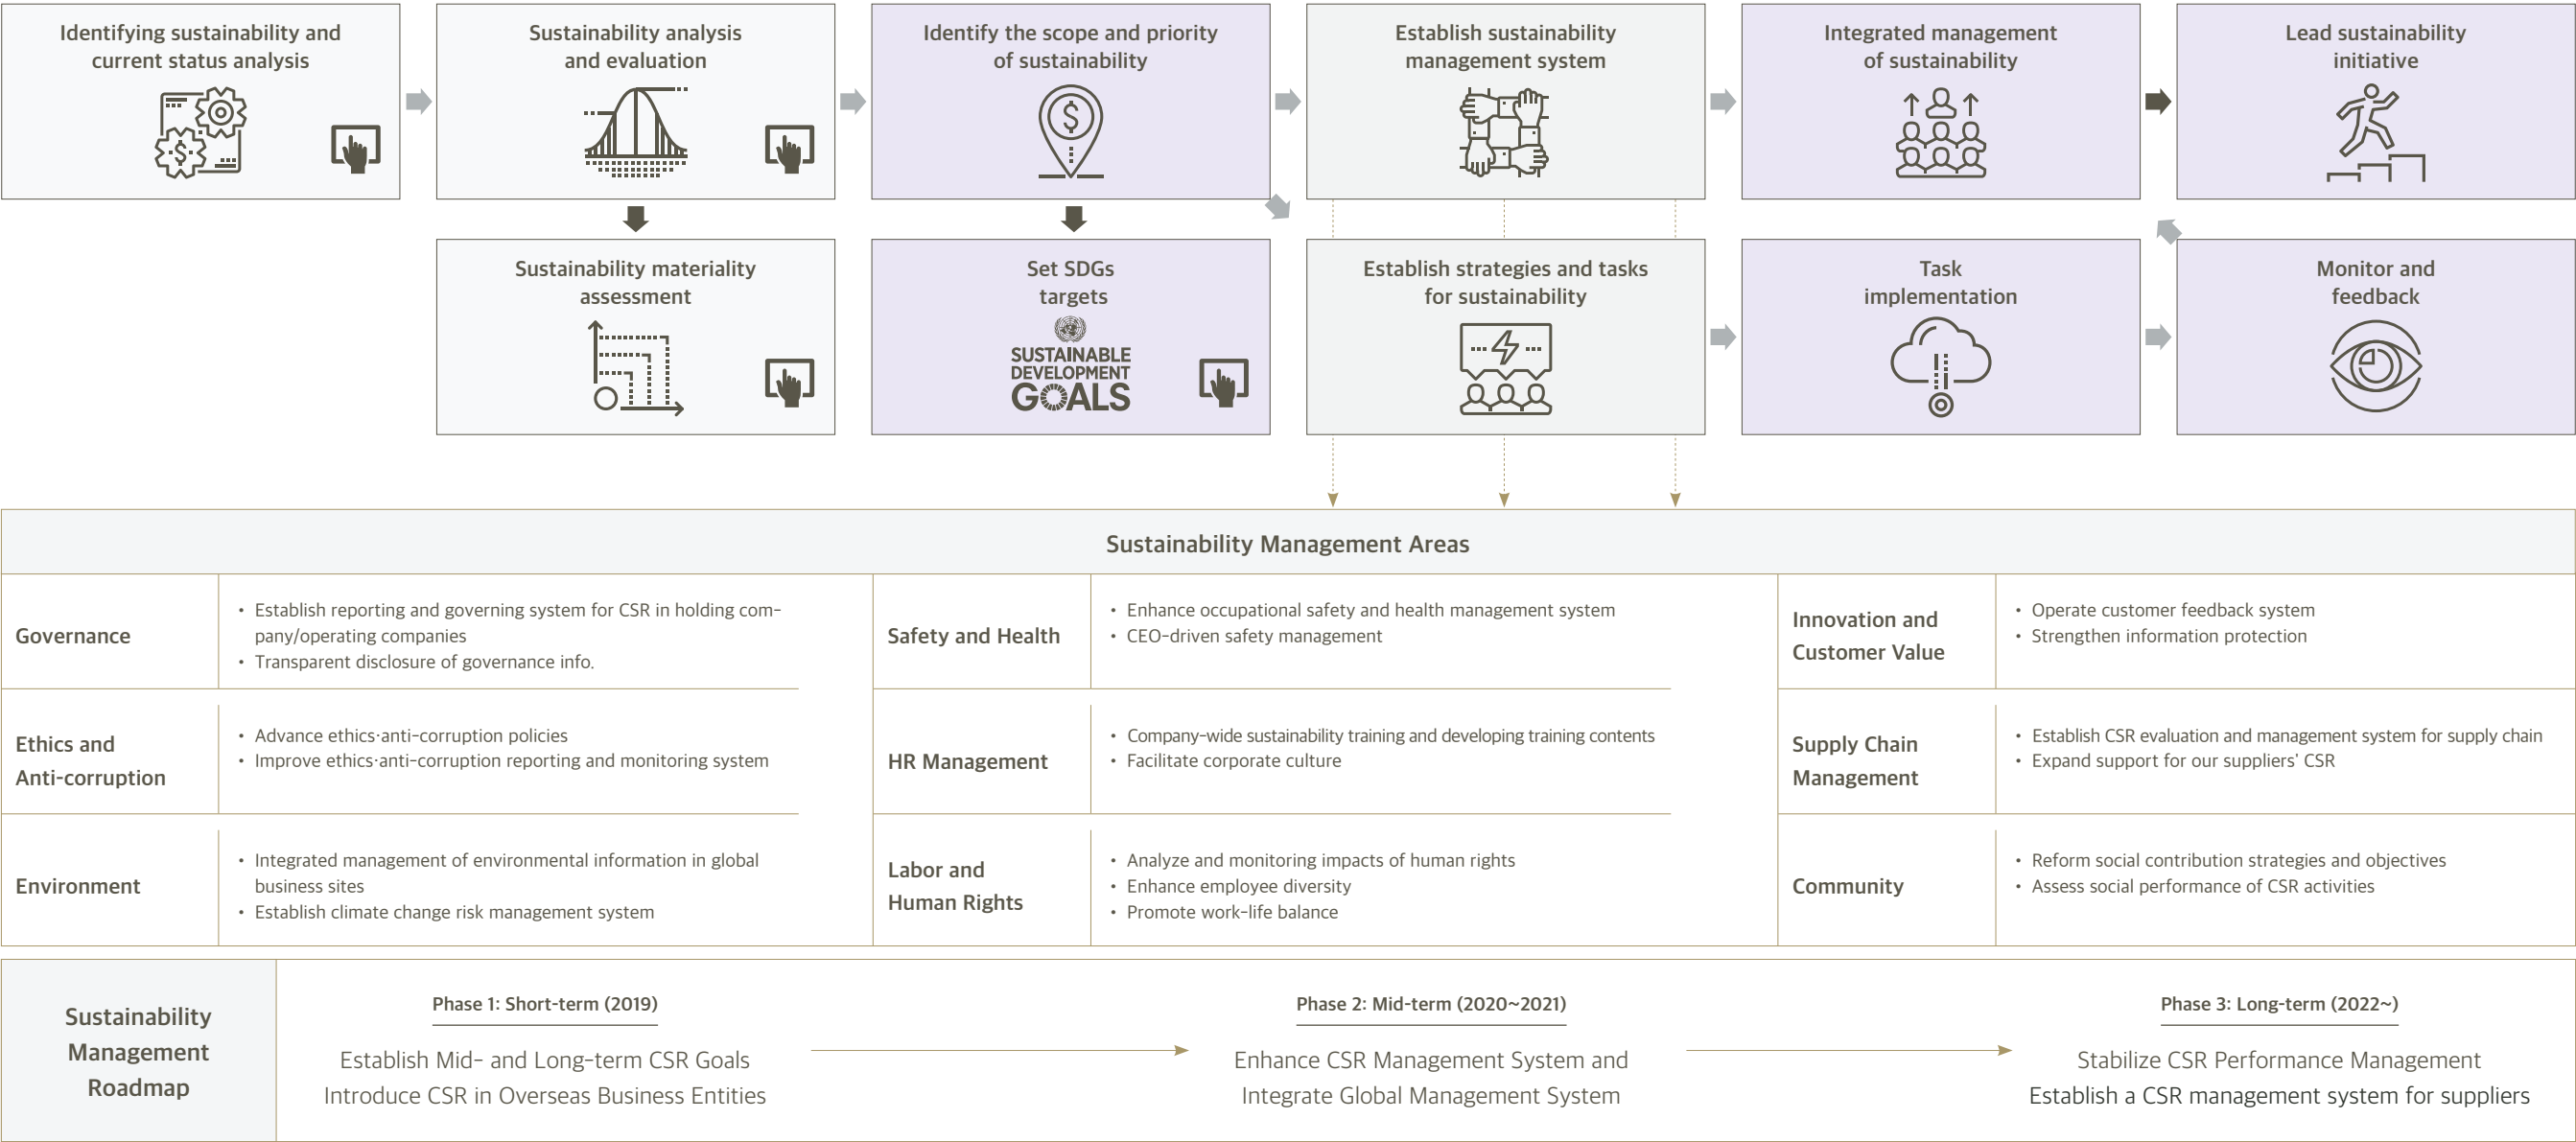 Identifying sustainability and
current status analysis
Sustainability analysis
and evaluation
Identify the scope and priority
of sustainability
Establish sustainability
management system
Integrated management
of sustainability
Lead sustainability
initiative
Sustainability materiality
assessment
Set SDGs
targets
SUSTAINABLE
DEVELOPMENT
GOALS
Establish strategies and tasks
for sustainability
Task
implementation
Monitor and
feedback
Sustainability Management Areas
Governance
• Establish reporting and governing system for CSR in holding com-
pany/operating companies
• Transparent disclosure of governance info.
Safety and Health
• Enhance occupational safety and health management system
• CEO-driven safety management
Innovation and
Customer Value
• Operate customer feedback system
• Strengthen information protection
Ethics and
Anti-corruption
• Advance ethics·anti-corruption policies
• Improve ethics·anti-corruption reporting and monitoring system
HR Management
• Company-wide sustainability training and developing training contents
• Facilitate corporate culture
Supply Chain
Management
• Establish CSR evaluation and management system for supply chain
• Expand support for our suppliers' CSR
Environment
• Integrated management of environmental information in global
business sites
• Establish climate change risk management system
Labor and
Human Rights
• Analyze and monitoring impacts of human rights
• Enhance employee diversity
• Promote work-life balance
Community
• Reform social contribution strategies and objectives
• Assess social performance of CSR activities
Sustainability
Management
Roadmap
Phase 1: Short-term (2019)
Establish Mid- and Long-term CSR Goals
Introduce CSR in Overseas Business Entities
Phase 2: Mid-term (2020~2021)
Enhance CSR Management System and
Integrate Global Management System
Phase 3: Long-term (2022~)
Stabilize CSR Performance Management
Establish a CSR management system for suppliers